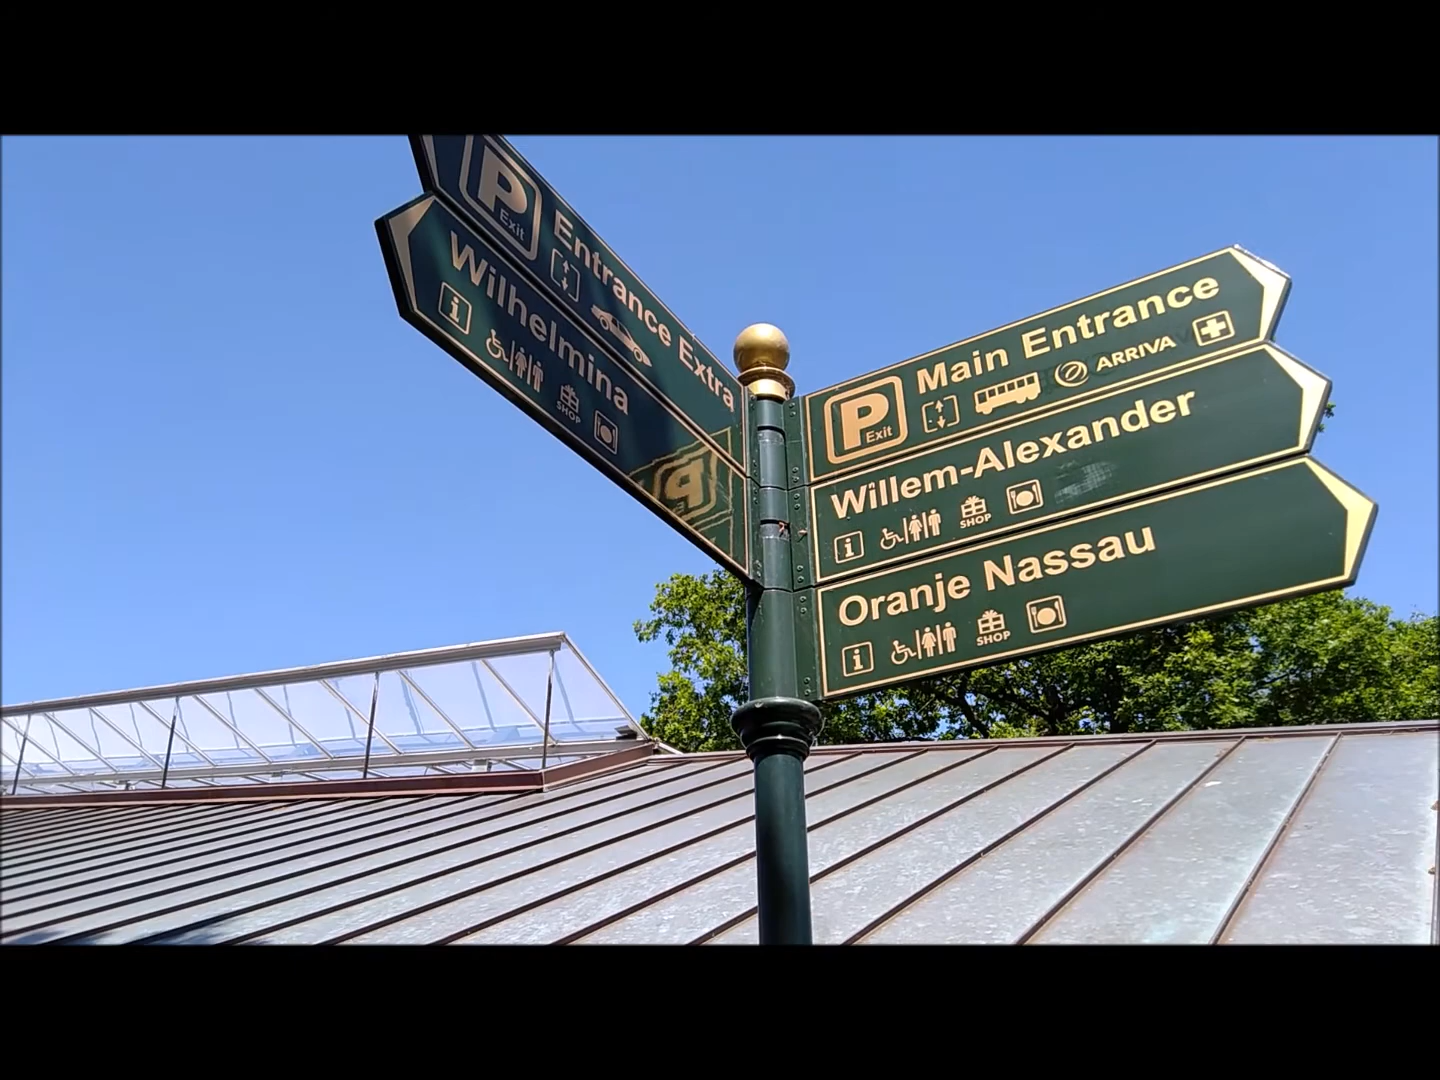 P
Exit
Entrance Extra
Wilhelmina
i
SHOP
P
Exit
Main Entrance
ARRIVA
Willem-Alexander
i
SHOP
Oranje Nassau
i
SHOP